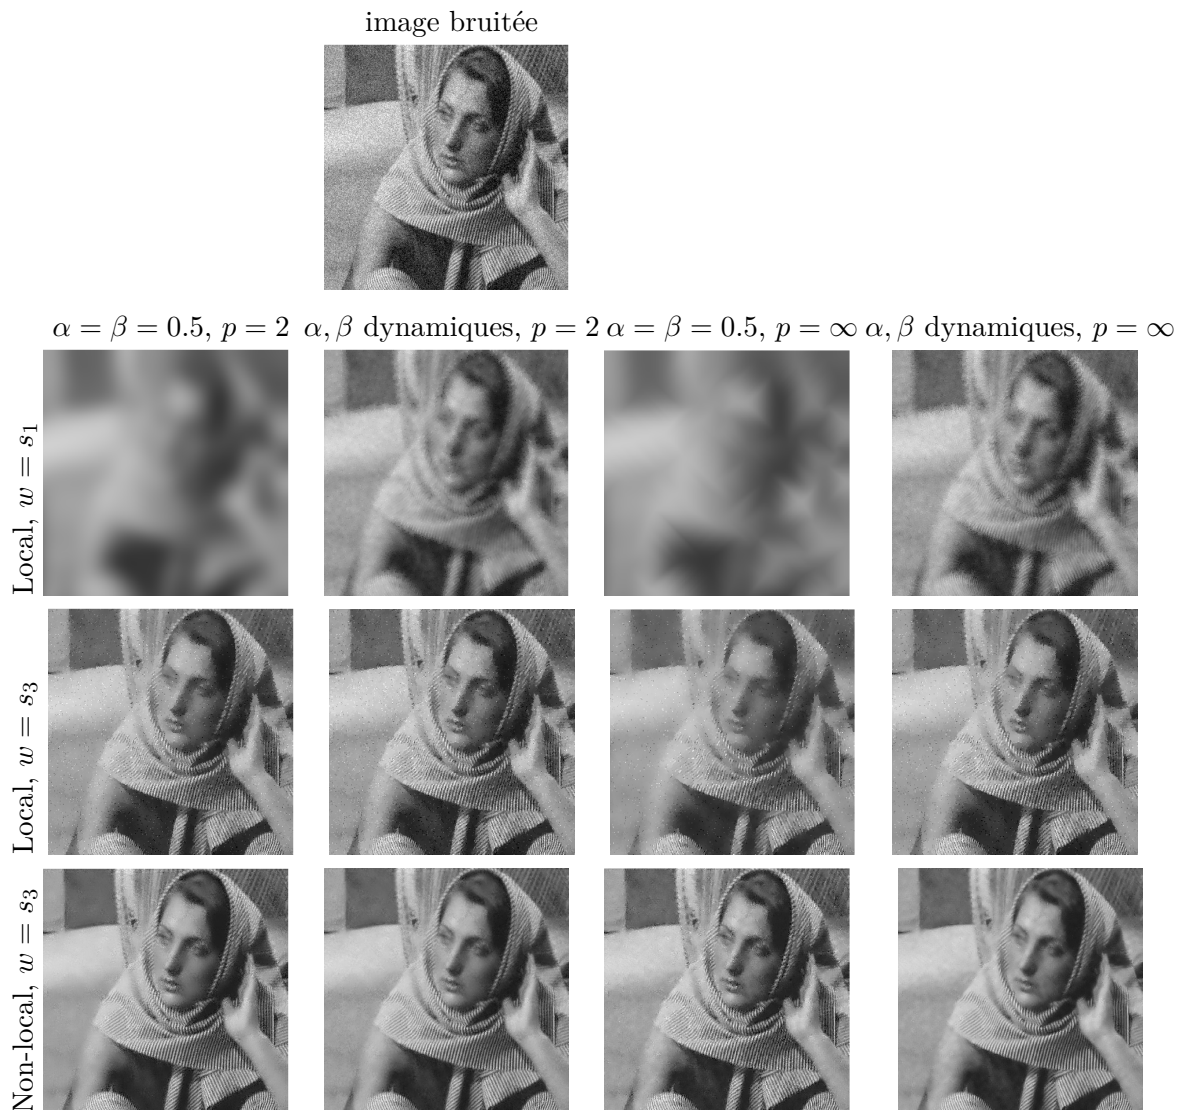 image bruitée
α = β = 0.5, p = 2 α, β dynamiques, p = 2 α = β = 0.5, p = ∞ α, β dynamiques, p = ∞
Local, w = s₁
Local, w = s₃
Non-local, w = s₃